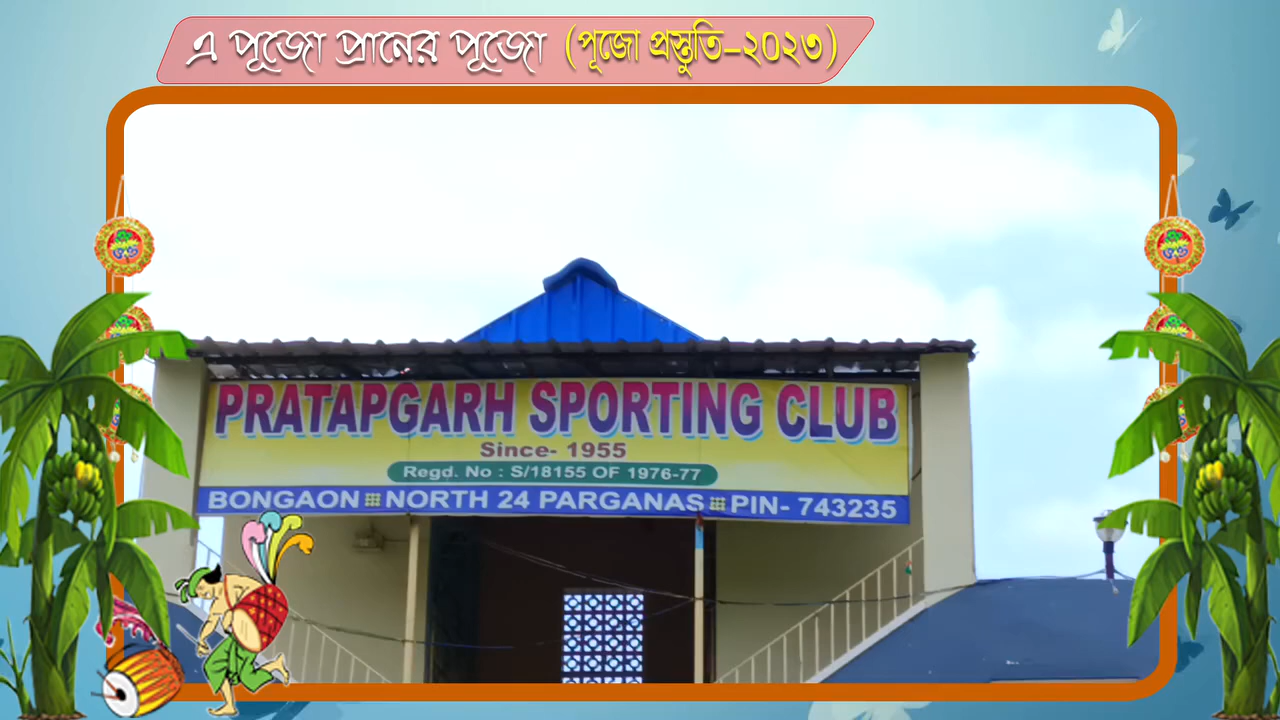 এ পূজো প্রানের পূজো (পূজো প্রস্তুতি–২০২৩)
PRATAPGARH SPORTING CLUB
Since- 1955
Regd. No : S/18155 OF 1976-77
BONGAON NORTH 24 PARGANAS PIN- 743235